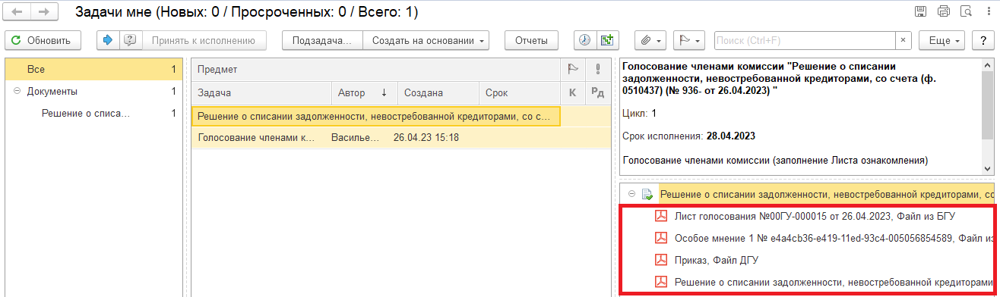 Задачи мне (Новых: 0 / Просроченных: 0 / Всего: 1)
Обновить
Принять к исполнению
Подзадача...
Создать на основании
Отчеты
Поиск (Ctrl+F)
×
Еще
?
Все 1
Документы 1
Решение о списа... 1
Предмет
Задача Автор ↓ Создана Срок К Рд
Решение о списании задолженности, невостребованной кредиторами, со с...
Голосование членами к... Василье... 26.04.23 15:18
Голосование членами комиссии "Решение о списании
задолженности, невостребованной кредиторами, со счета (ф.
0510437) (№ 936- от 26.04.2023) "
Цикл: 1
Срок исполнения: 28.04.2023
Голосование членами комиссии (заполнение Листа ознакомления)
Решение о списании задолженности, невостребованной кредиторами, со
Лист голосования №00ГУ-000015 от 26.04.2023, Файл из БГУ
Особое мнение 1 № e4a4cb36-e419-11ed-93c4-005056854589, Файл из
Приказ, Файл ДГУ
Решение о списании задолженности, невостребованной кредиторами